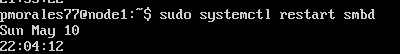 pmorales77@node1:~$ sudo systemctl restart smbd
Sun May 10
22:04:12